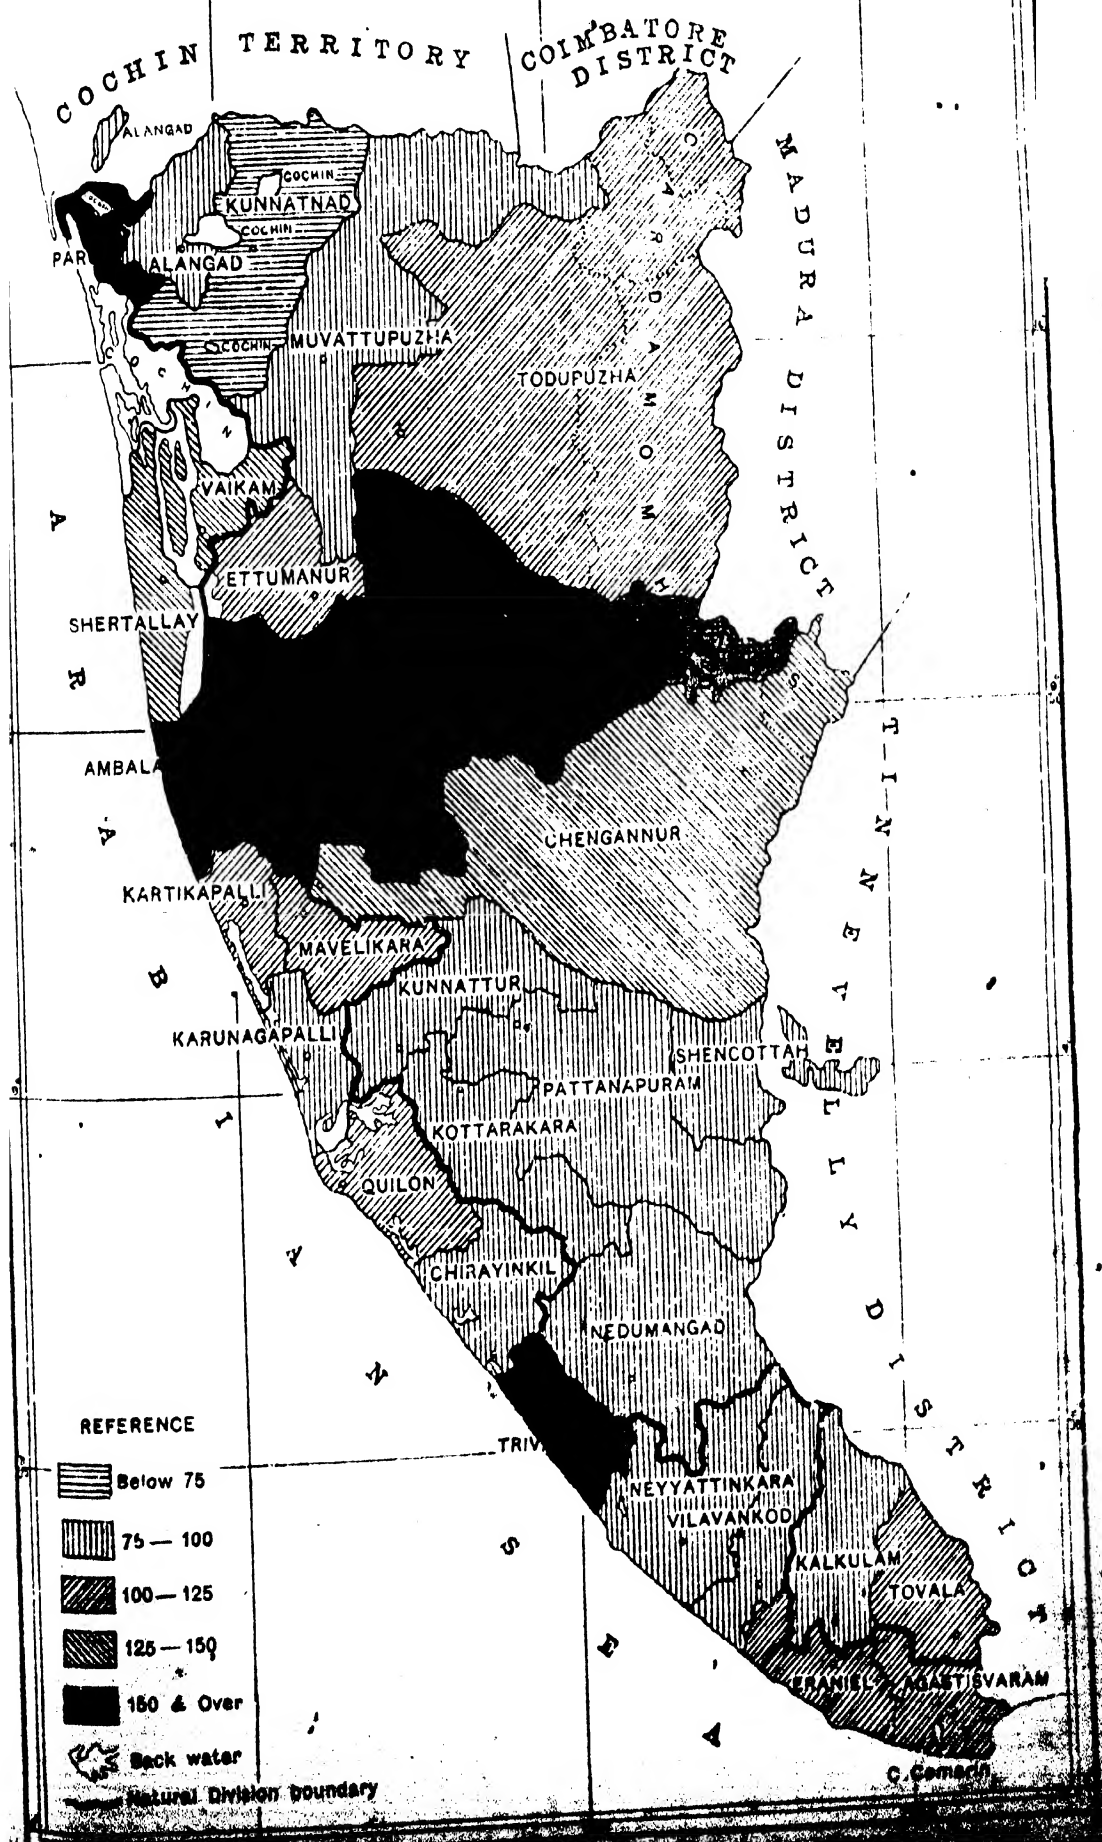 COCHIN TERRITORY
COIMBATORE
DISTRICT
ALANGAD
COCHIN
KUNNATNAD
COCHIN
PAR
ALANGAD
COCHIN
MUVATTUPUZHA
COCHIN
TODUPUZHA
CARDAMOM H
MADURA DISTRICT
VAIKAM
ETTUMANUR
SHERTALLAY
AMBALA
S
CHENGANNUR
KARTIKAPALLI
MAVELIKARA
KUNNATTUR
KARUNAGAPALLI
SHENCOTTAH
PATTANAPURAM
KOTTARAKARA
QUILON
CHIRAYINKIL
NEDUMANGAD
TINNEVELLY DISTRICT
ARABIAN SEA
TRIV
NEYYATTINKARA
VILAVANKOD
KALKULAM
TOVALA
ERANIEL
AGASTISVARAM
C. Comorin
REFERENCE
Below 75
75—100
100—125
125—150
150 & Over
Back water
Natural Division boundary